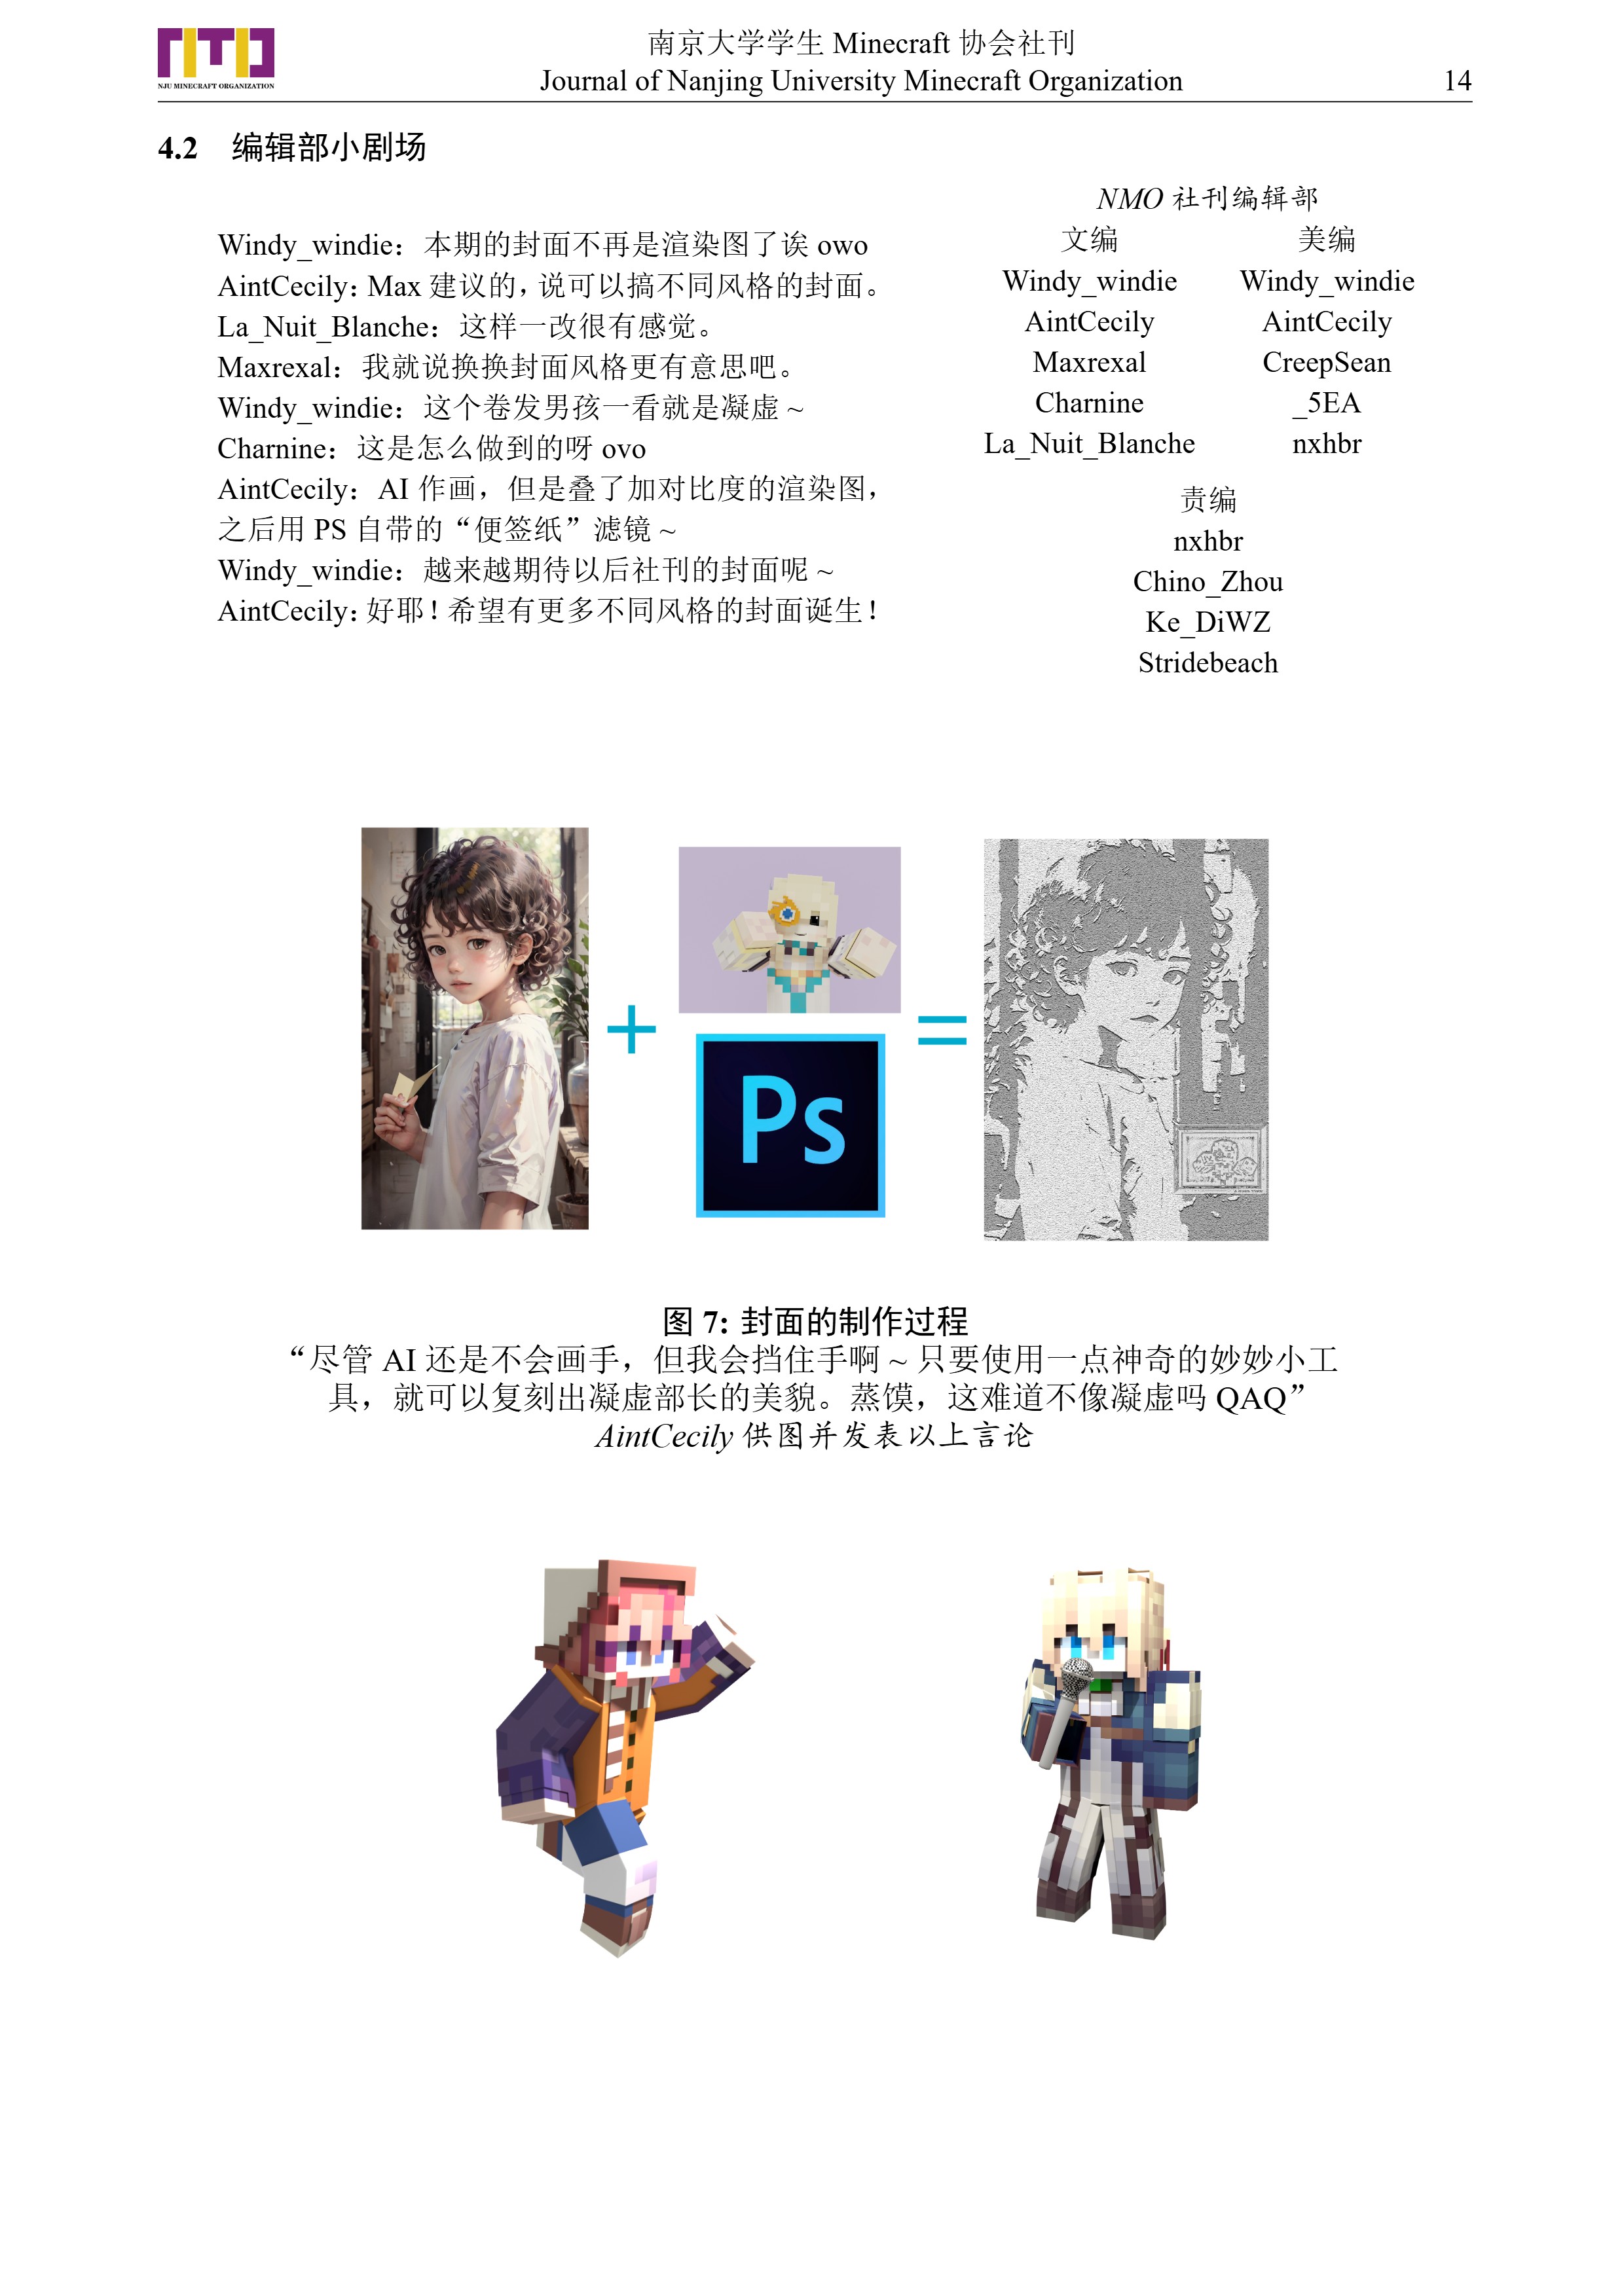 NJU MINECRAFT ORGANIZATION
南京大学学生 Minecraft 协会社刊
Journal of Nanjing University Minecraft Organization
14
4.2 编辑部小剧场
Windy_windie：本期的封面不再是渲染图了诶 owo
AintCecily：Max 建议的，说可以搞不同风格的封面。
La_Nuit_Blanche：这样一改很有感觉。
Maxrexal：我就说换换封面风格更有意思吧。
Windy_windie：这个卷发男孩一看就是凝虚 ~
Charnine：这是怎么做到的呀 ovo
AintCecily：AI 作画，但是叠了加对比度的渲染图，
之后用 PS 自带的“便签纸”滤镜 ~
Windy_windie：越来越期待以后社刊的封面呢 ~
AintCecily：好耶！希望有更多不同风格的封面诞生！
NMO 社刊编辑部
文编 美编
Windy_windie Windy_windie
AintCecily AintCecily
Maxrexal CreepSean
Charnine _5EA
La_Nuit_Blanche nxhbr
责编
nxhbr
Chino_Zhou
Ke_DiWZ
Stridebeach
+
=
Ps
图 7: 封面的制作过程
“尽管 AI 还是不会画手，但我会挡住手啊 ~ 只要使用一点神奇的妙妙小工
具，就可以复刻出凝虚部长的美貌。蒸馍，这难道不像凝虚吗 QAQ”
AintCecily 供图并发表以上言论